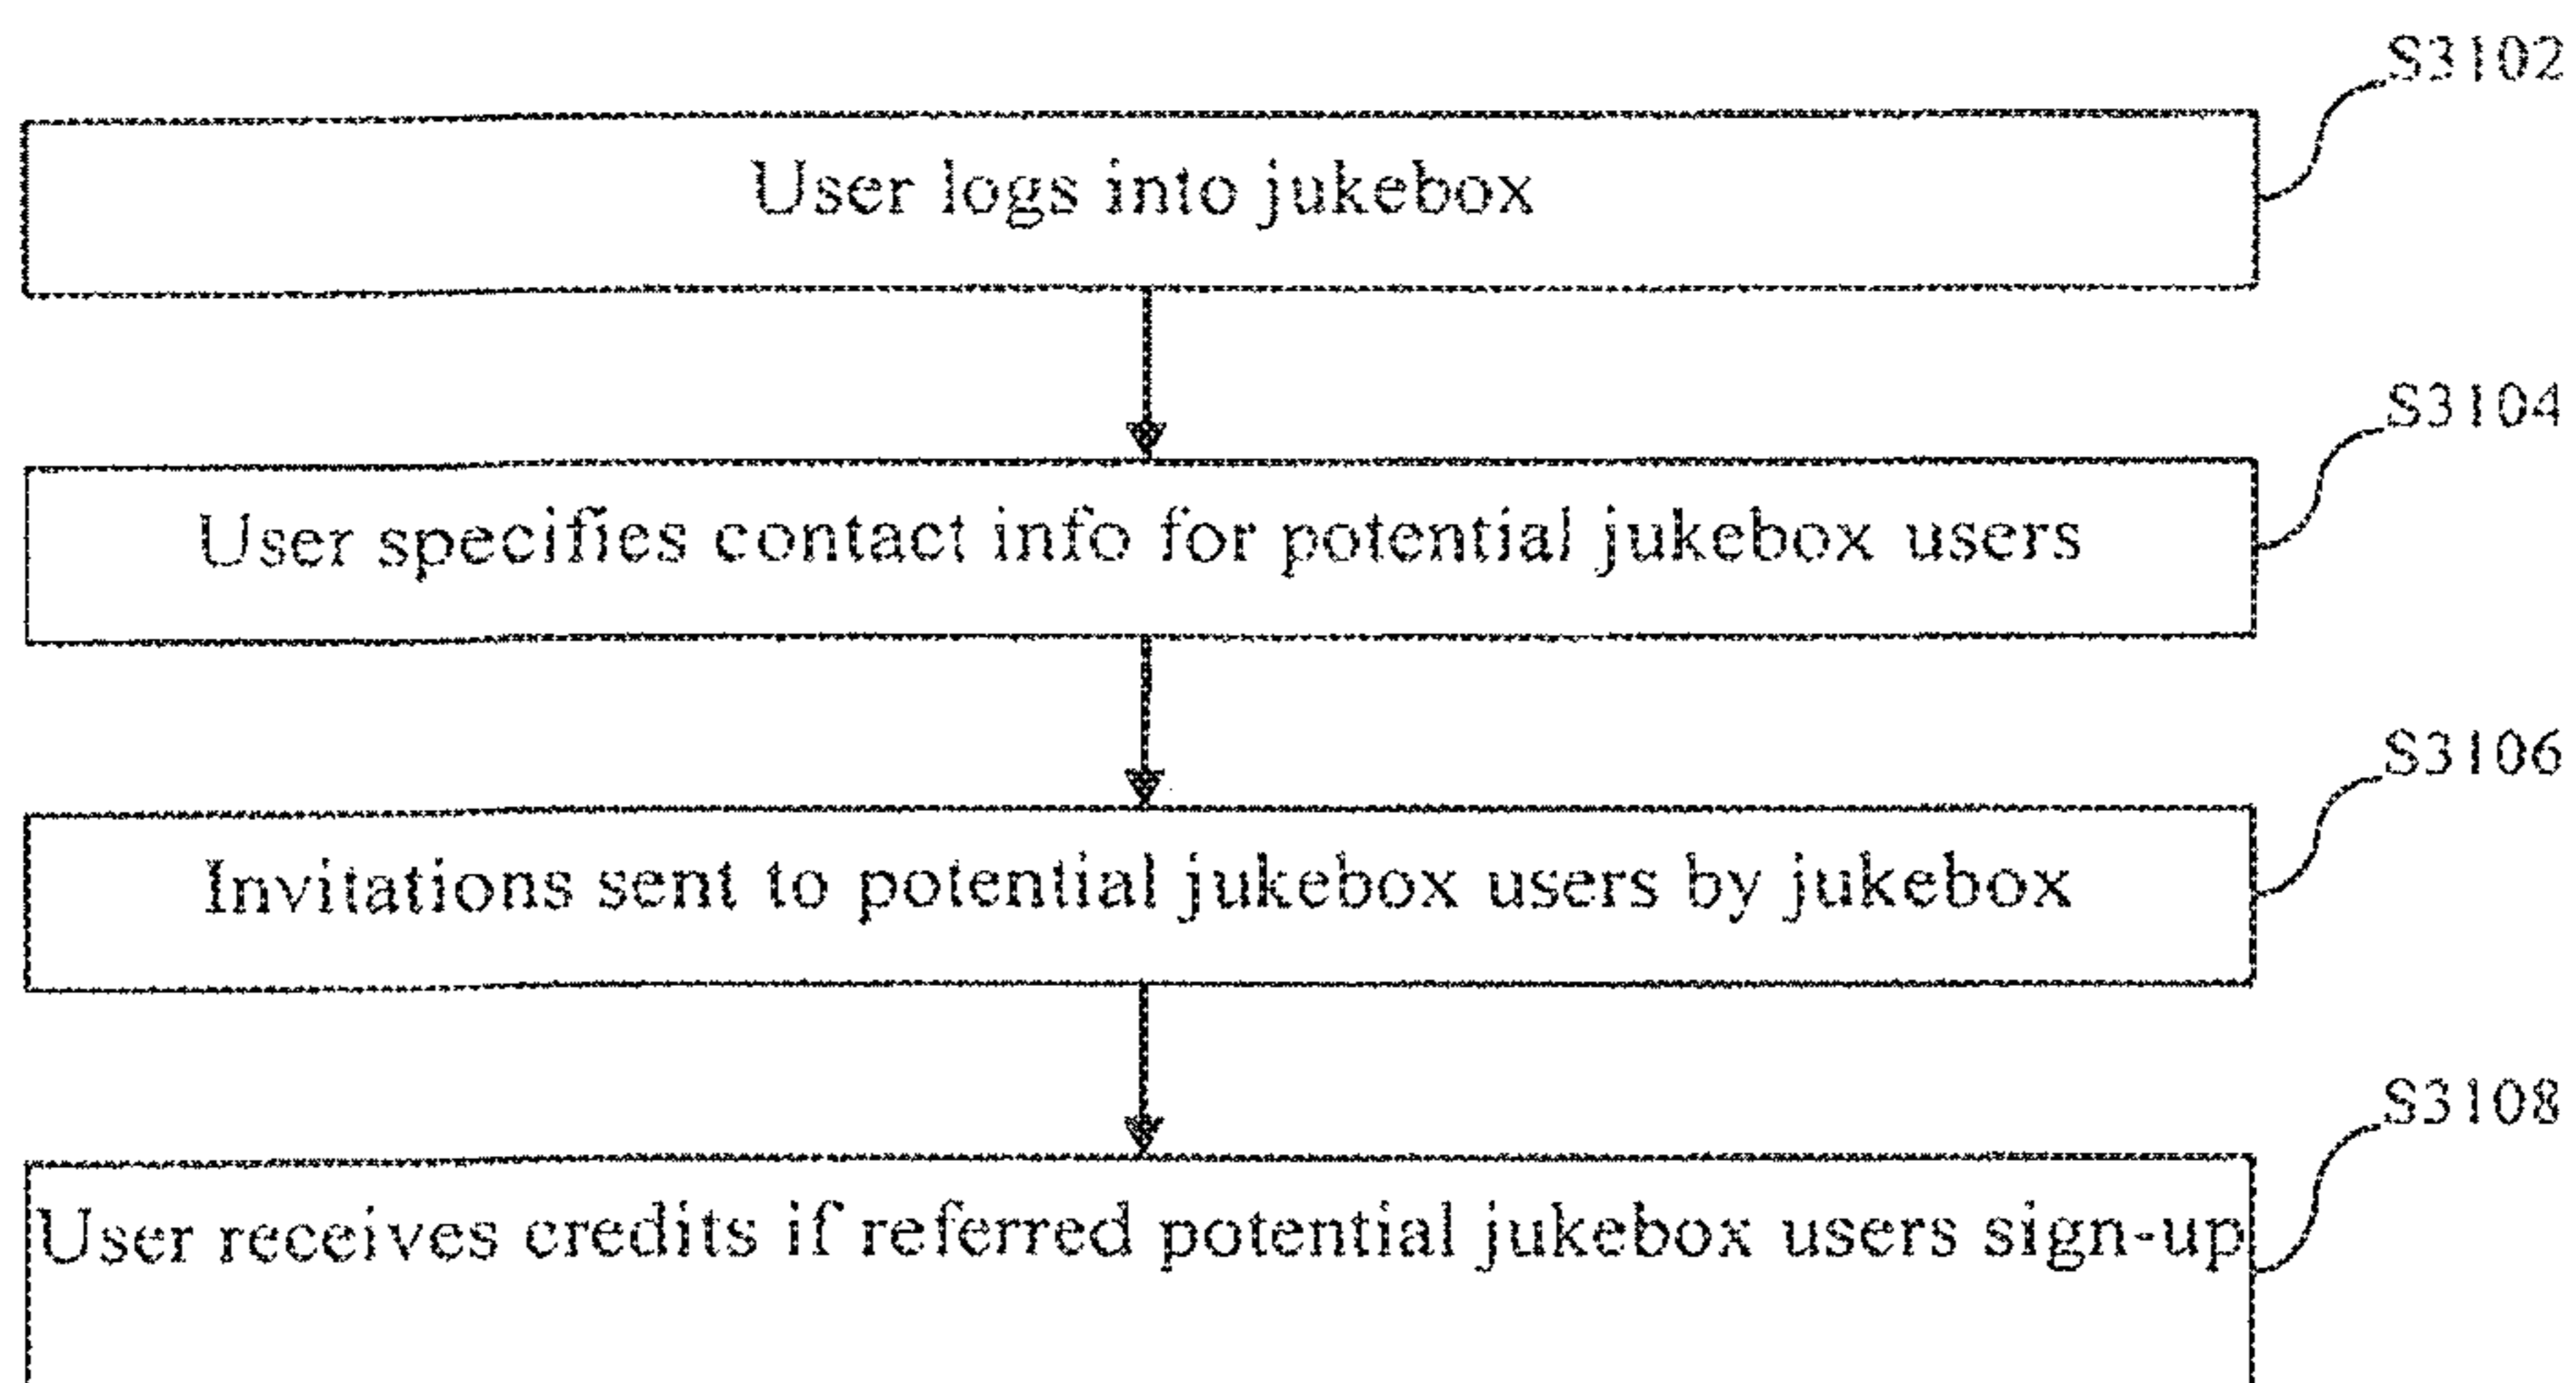 S3102
User logs into jukebox
S3104
User specifies contact info for potential jukebox users
S3106
Invitations sent to potential jukebox users by jukebox
S3108
User receives credits if referred potential jukebox users sign-up